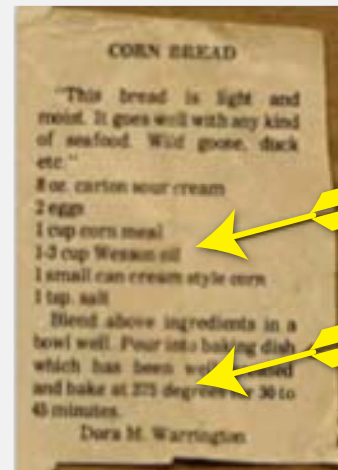 CORN BREAD
"This bread is light and
moist. It goes well with any kind
of seafood. Wild goose, duck
etc."
8 oz. carton sour cream
2 eggs
1 cup corn meal
1-3 cup Wesson oil
1 small can cream style corn
1 tsp. salt
Blend above ingredients in a
bowl well. Pour into baking dish
which has been well
and bake at 375 degrees 30 to
45 minutes.
Dora M. Warrington